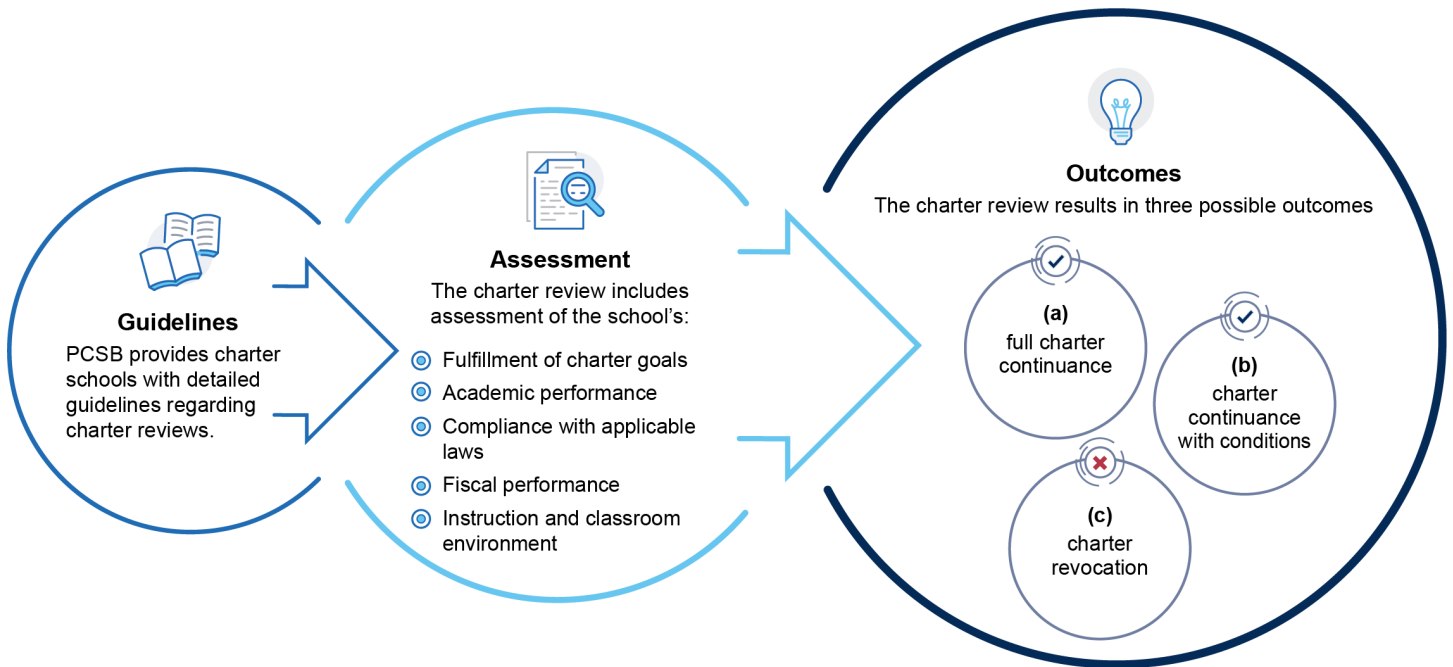 Guidelines
PCSB provides charter
schools with detailed
guidelines regarding
charter reviews.
Assessment
The charter review includes
assessment of the school's:
Fulfillment of charter goals
Academic performance
Compliance with applicable
laws
Fiscal performance
Instruction and classroom
environment
Outcomes
The charter review results in three possible outcomes
(a)
full charter
continuance
(b)
charter
continuance
with conditions
(c)
charter
revocation